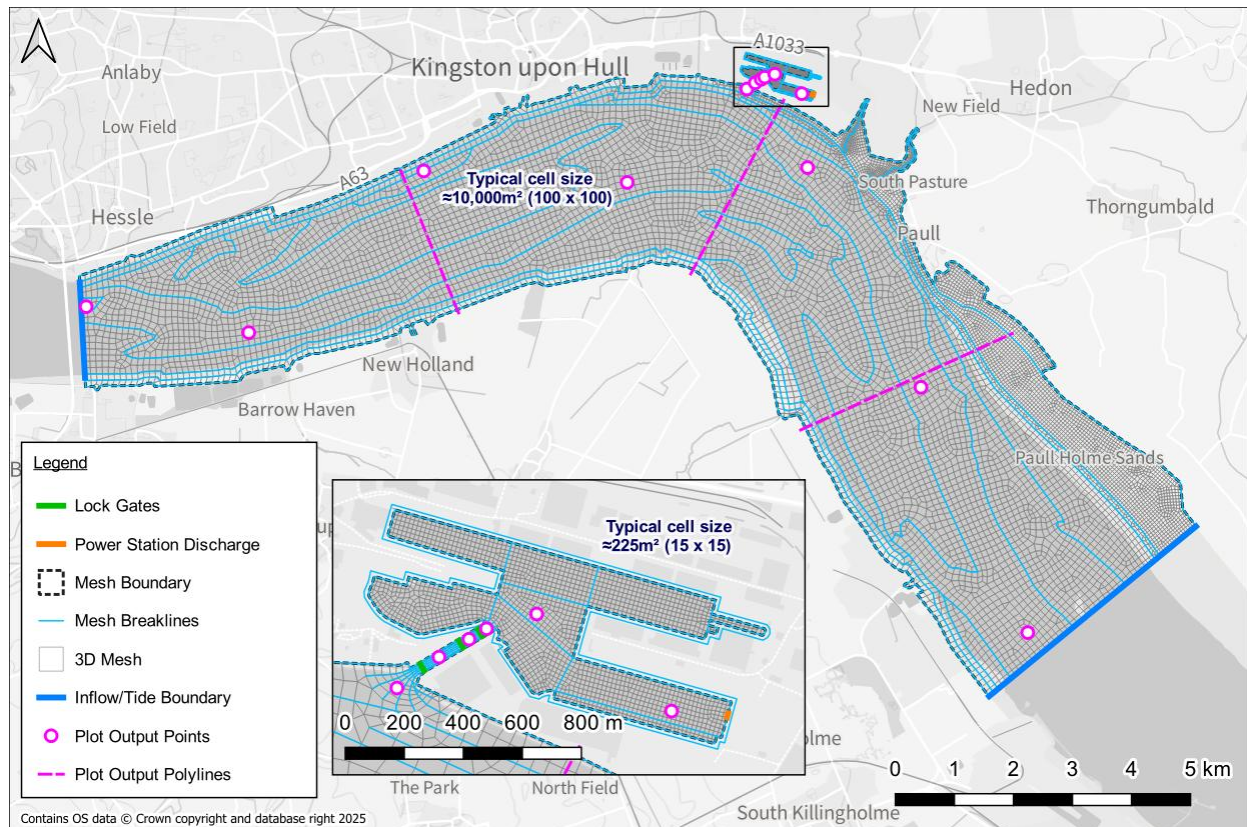 A1033
Anlaby
Kingston upon Hull
Hedon
New Field
Low Field
A63
Typical cell size
≈10,000m² (100 x 100)
South Pasture
Hessle
Thorngumbald
Paull
New Holland
Barrow Haven
Paull Holme Sands
Legend
Lock Gates
Power Station Discharge
Mesh Boundary
Mesh Breaklines
3D Mesh
Inflow/Tide Boundary
Plot Output Points
Plot Output Polylines
Typical cell size
≈225m² (15 x 15)
0 200 400 600 800 m
The Park
North Field
0 1 2 3 4 5 km
South Killingholme
Contains OS data © Crown copyright and database right 2025